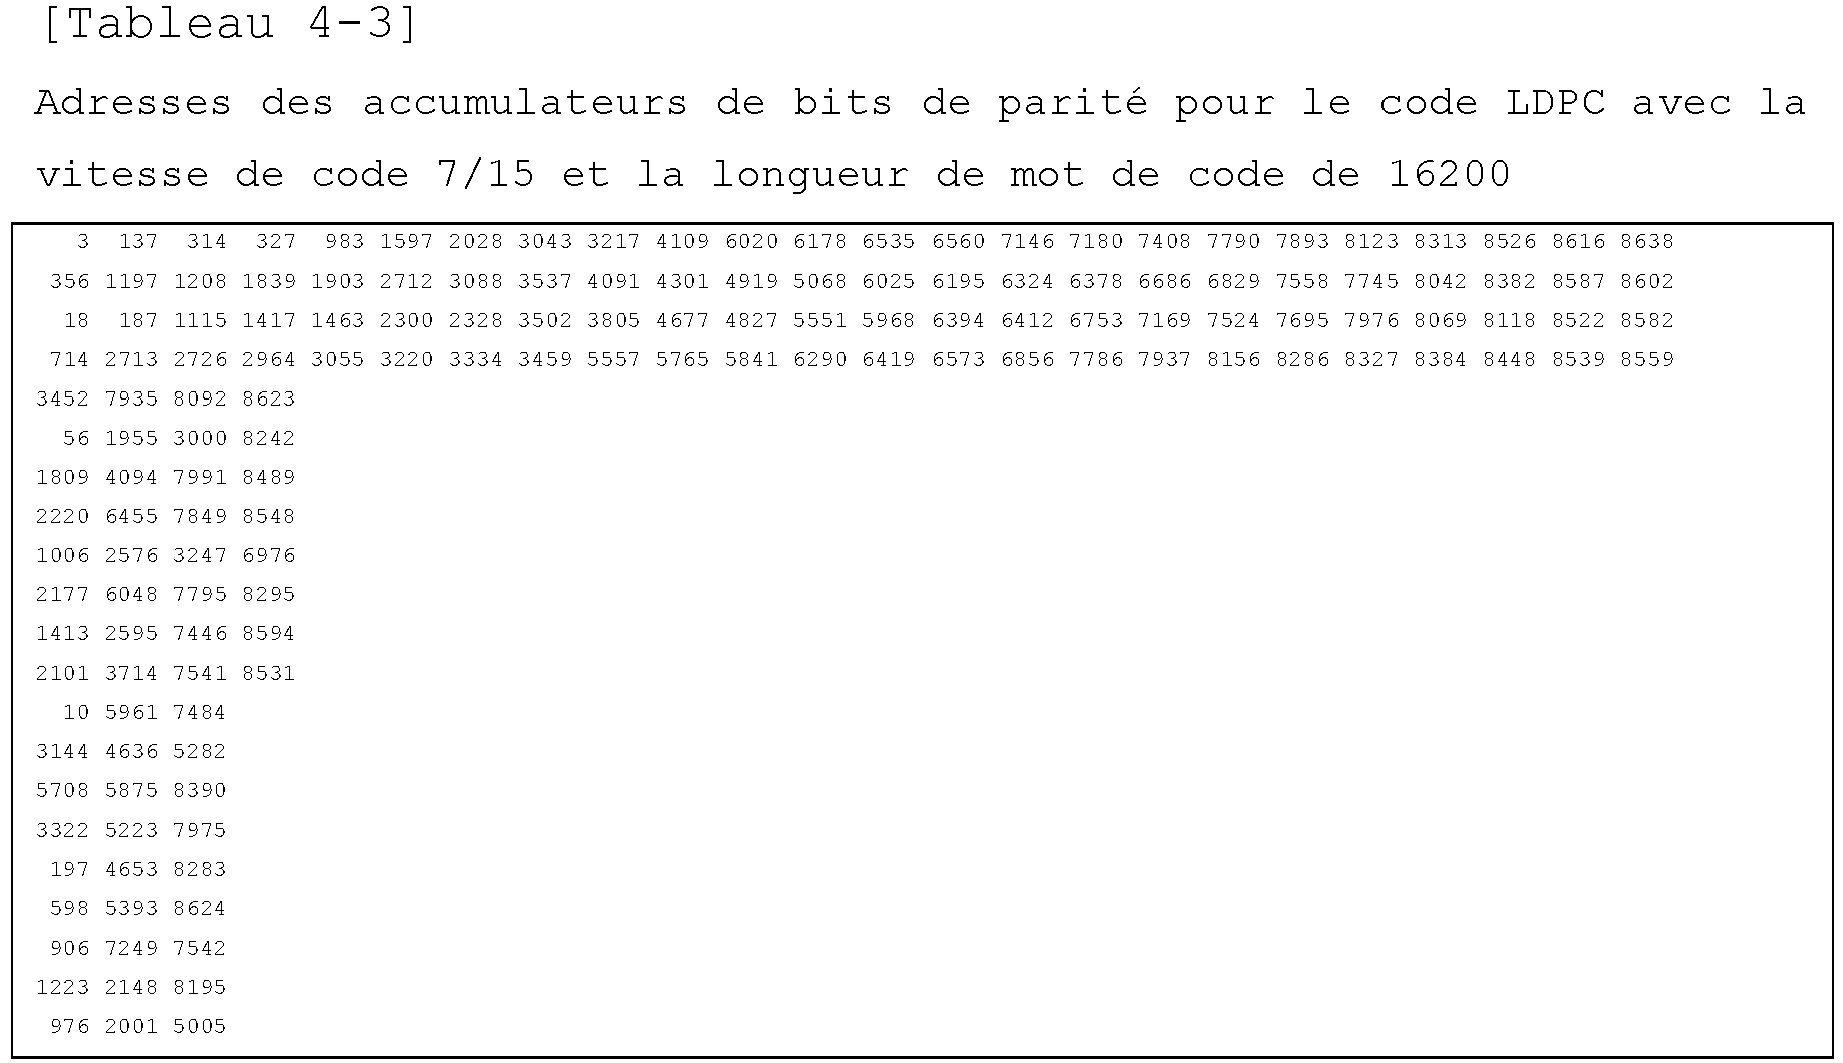 [Tableau 4-3]
Adresses des accumulateurs de bits de parité pour le code LDPC avec la
vitesse de code 7/15 et la longueur de mot de code de 16200
3 137 314 327 983 1597 2028 3043 3217 4109 6020 6178 6535 6560 7146 7180 7408 7790 7893 8123 8313 8526 8616 8638
356 1197 1208 1839 1903 2712 3088 3537 4091 4301 4919 5068 6025 6195 6324 6378 6686 6829 7558 7745 8042 8382 8587 8602
18 187 1115 1417 1463 2300 2328 3502 3805 4677 4827 5551 5968 6394 6412 6753 7169 7524 7695 7976 8069 8118 8522 8582
714 2713 2726 2964 3055 3220 3334 3459 5557 5765 5841 6290 6419 6573 6856 7786 7937 8156 8286 8327 8384 8448 8539 8559
3452 7935 8092 8623
56 1955 3000 8242
1809 4094 7991 8489
2220 6455 7849 8548
1006 2576 3247 6976
2177 6048 7795 8295
1413 2595 7446 8594
2101 3714 7541 8531
10 5961 7484
3144 4636 5282
5708 5875 8390
3322 5223 7975
197 4653 8283
598 5393 8624
906 7249 7542
1223 2148 8195
976 2001 5005